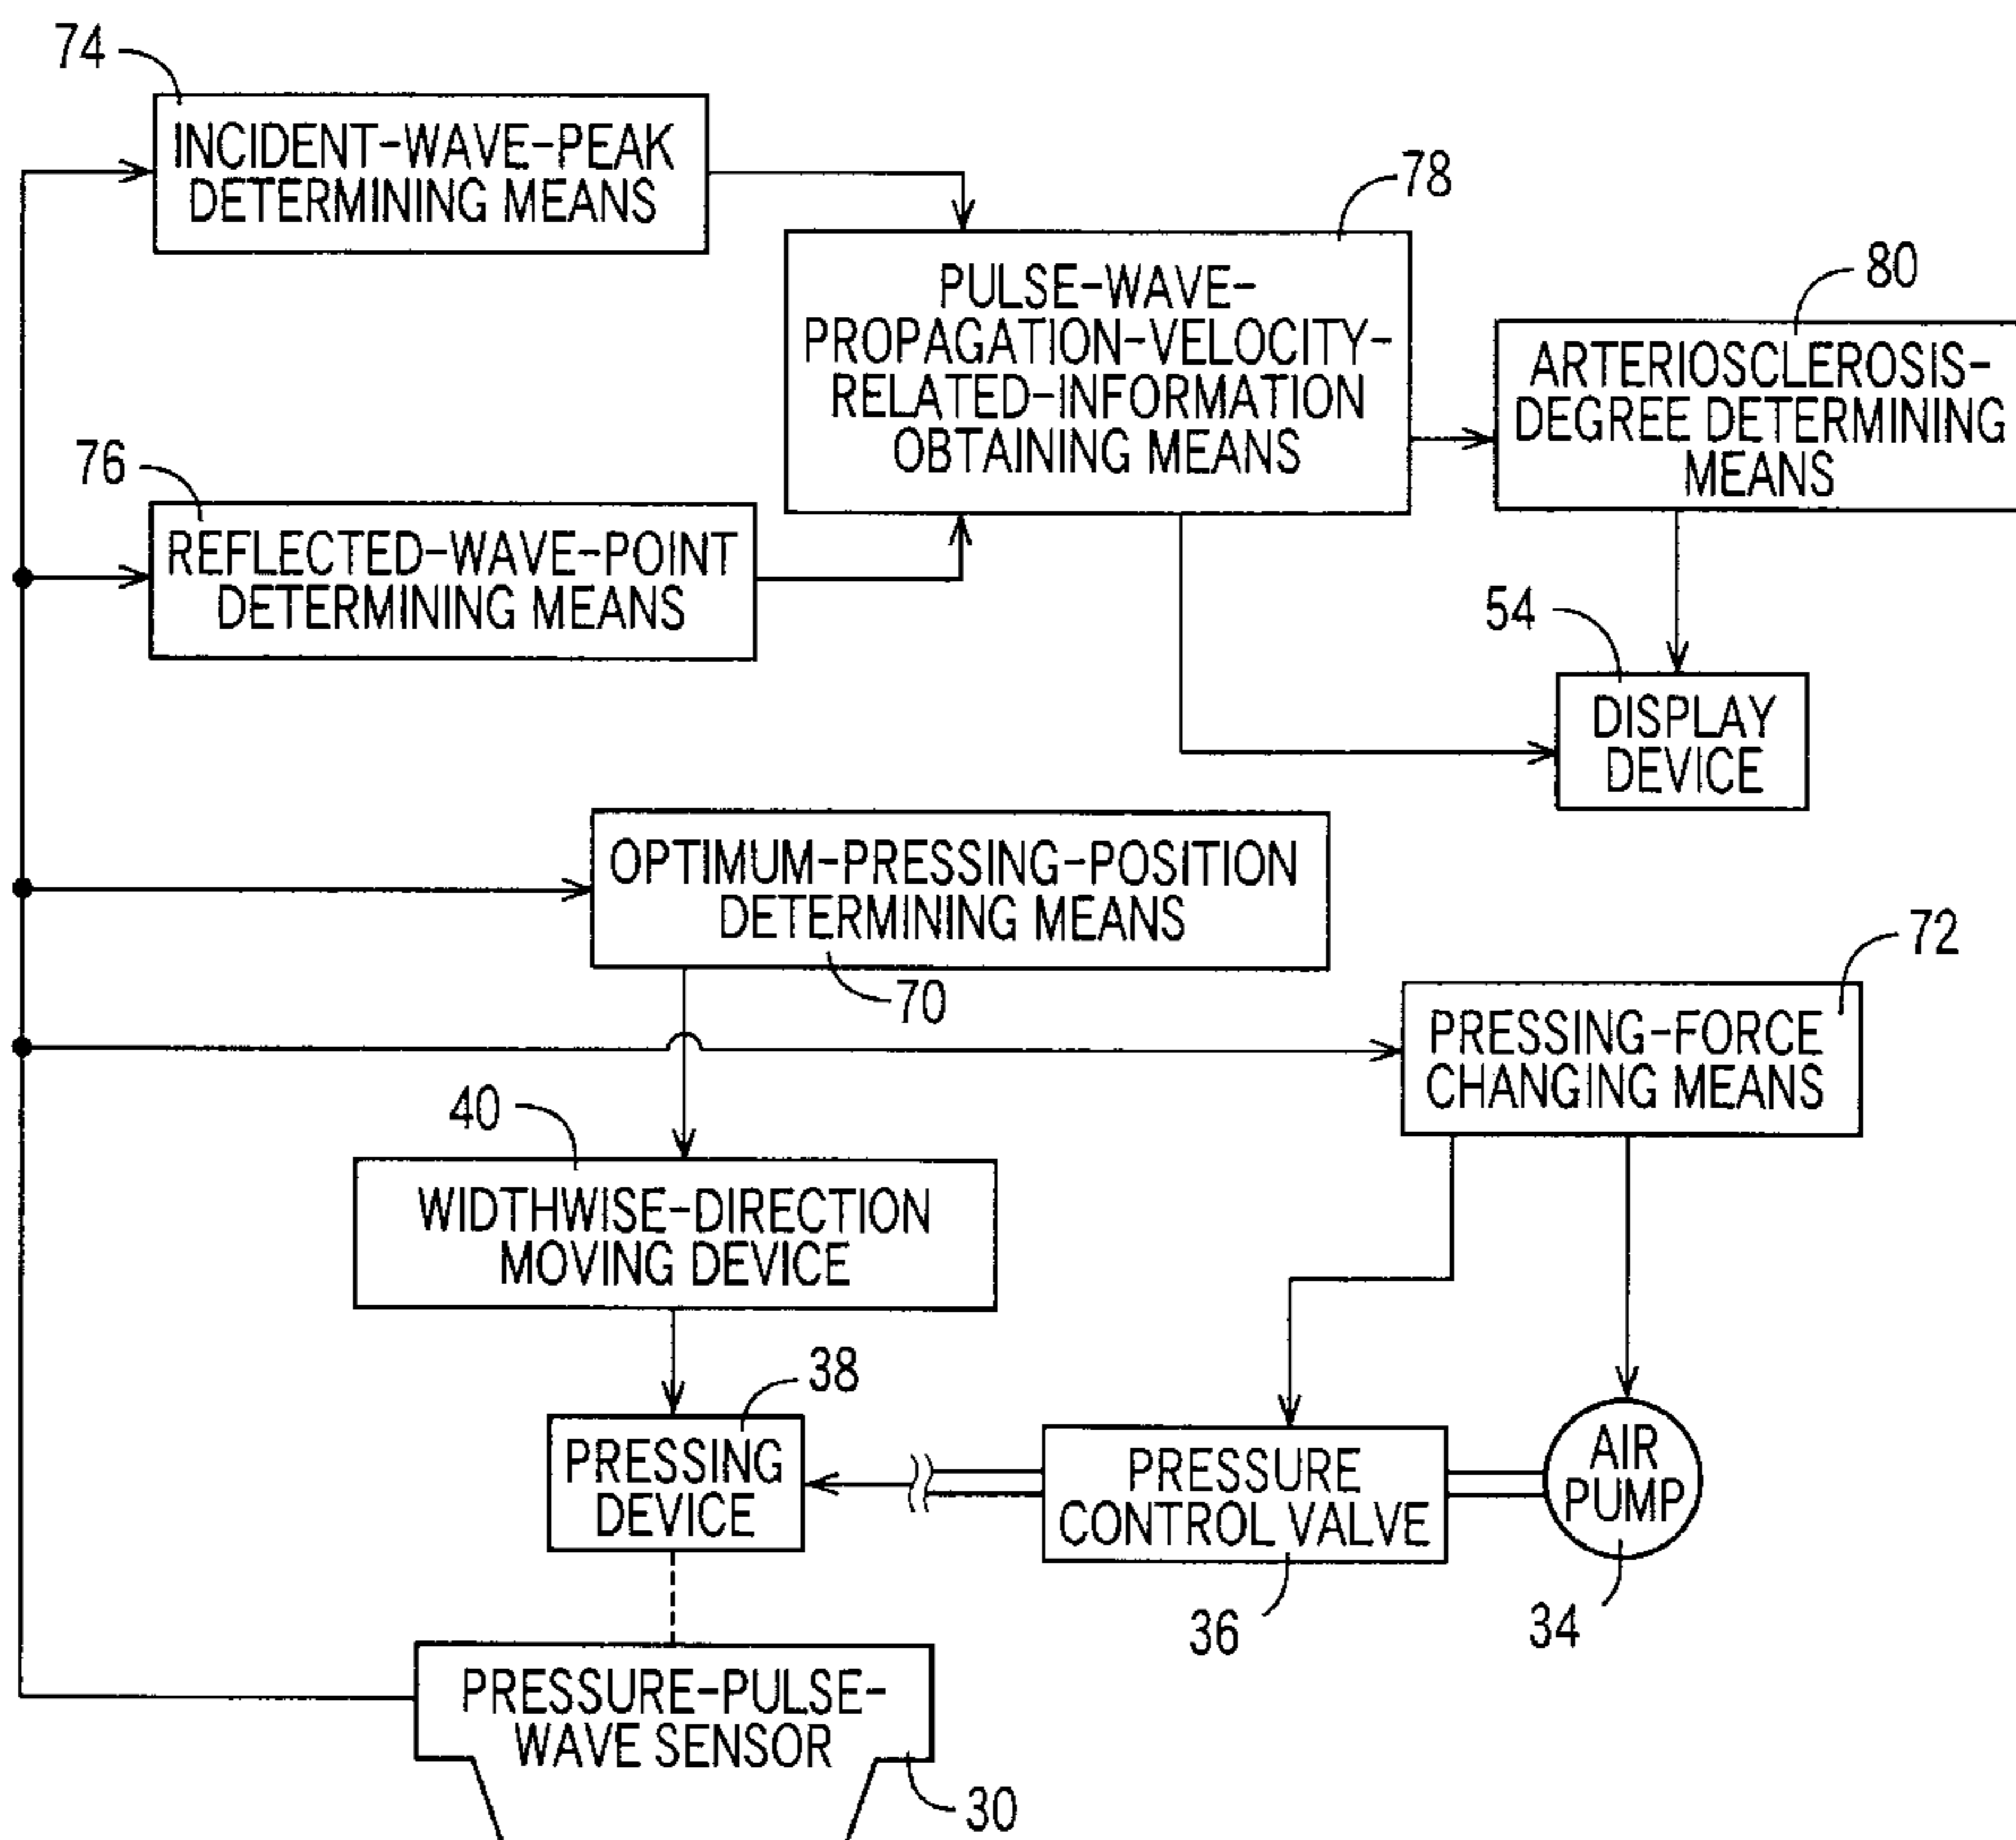 74
INCIDENT-WAVE-PEAK
DETERMINING MEANS
78
PULSE-WAVE-
PROPAGATION-VELOCITY-
RELATED-INFORMATION
OBTAINING MEANS
80
ARTERIOSCLEROSIS-
DEGREE DETERMINING
MEANS
76
REFLECTED-WAVE-POINT
DETERMINING MEANS
54
DISPLAY
DEVICE
OPTIMUM-PRESSING-POSITION
DETERMINING MEANS
70
72
PRESSING-FORCE
CHANGING MEANS
40
WIDTHWISE-DIRECTION
MOVING DEVICE
38
PRESSING
DEVICE
PRESSURE
CONTROL VALVE
36
AIR
PUMP
34
PRESSURE-PULSE-
WAVE SENSOR
30